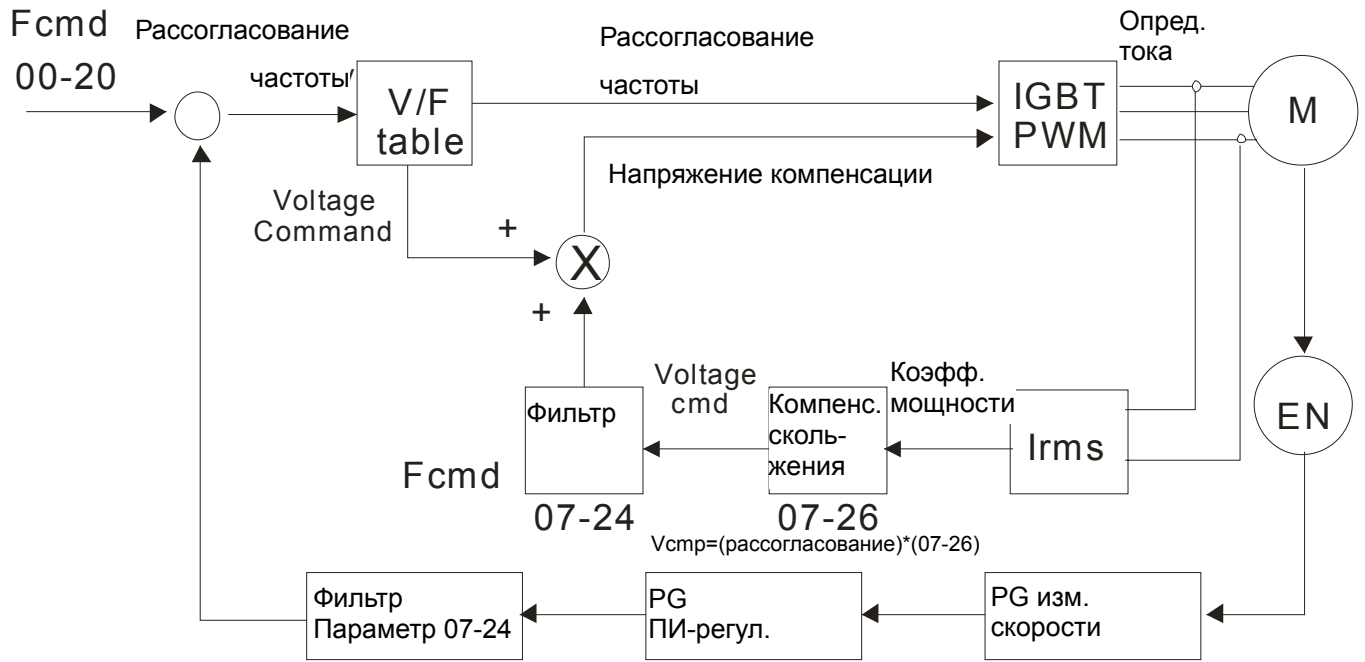 Fcmd
00-20
Рассогласование
частоты
V/F
table
Рассогласование
частоты
Опред.
тока
IGBT
PWM
M
Напряжение компенсации
Voltage
Command
+
X
+
Фильтр
Voltage
cmd
Компенс.
сколь-
жения
Коэфф.
мощности
Irms
EN
Fcmd
07-24
07-26
Vcmp=(рассогласование)*(07-26)
Фильтр
Параметр 07-24
PG
ПИ-регул.
PG изм.
скорости